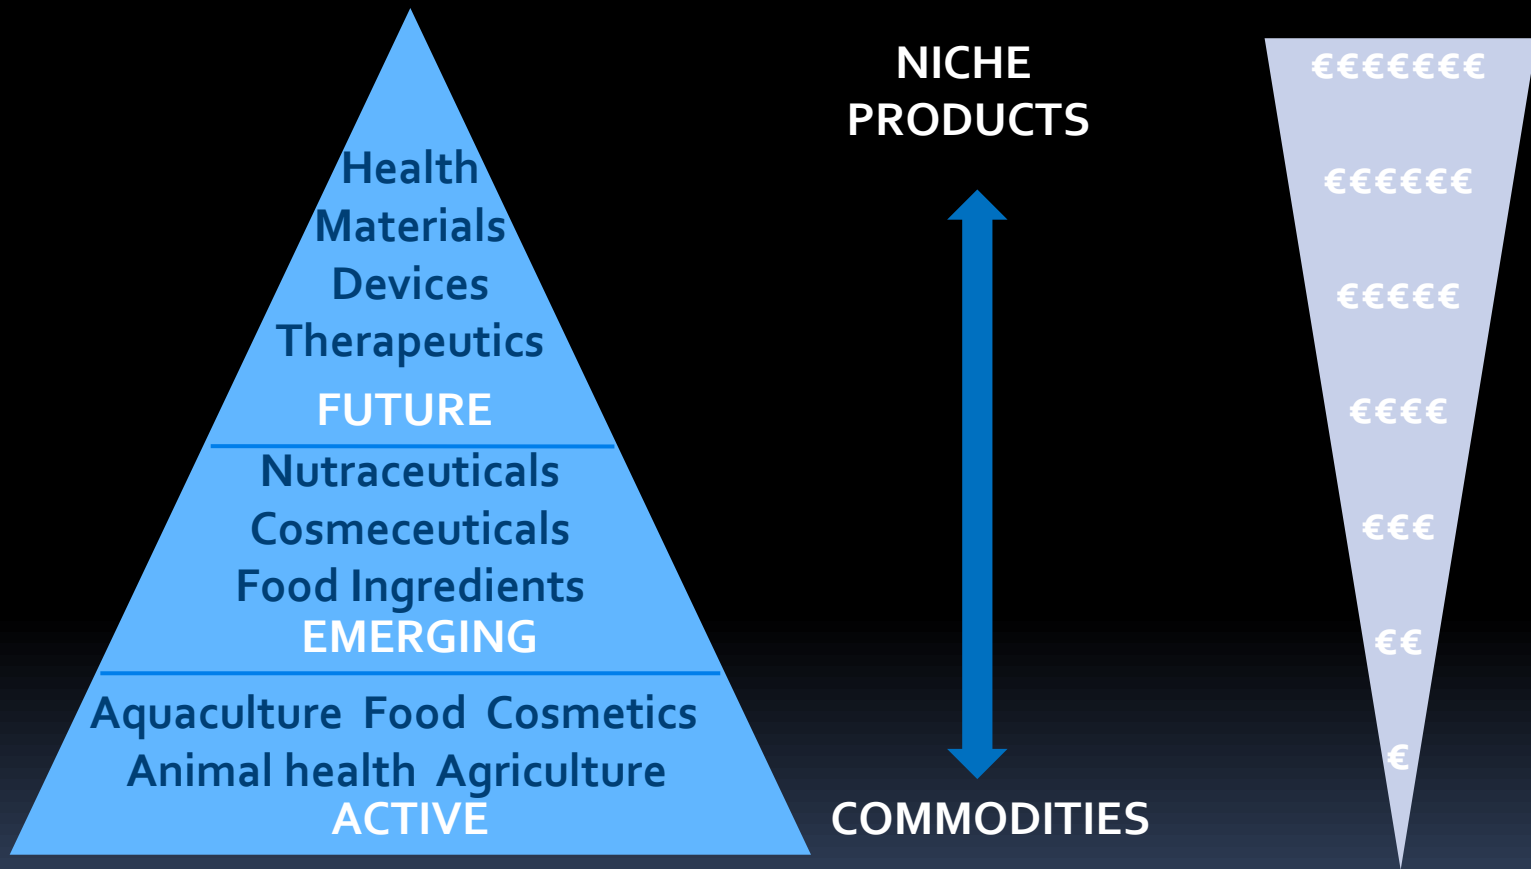 Health
Materials
Devices
Therapeutics
FUTURE
Nutraceuticals
Cosmeceuticals
Food Ingredients
EMERGING
Aquaculture Food Cosmetics
Animal health Agriculture
ACTIVE
NICHE
PRODUCTS
COMMODITIES
€€€€€€€
€€€€€€
€€€€€
€€€€
€€€
€€
€